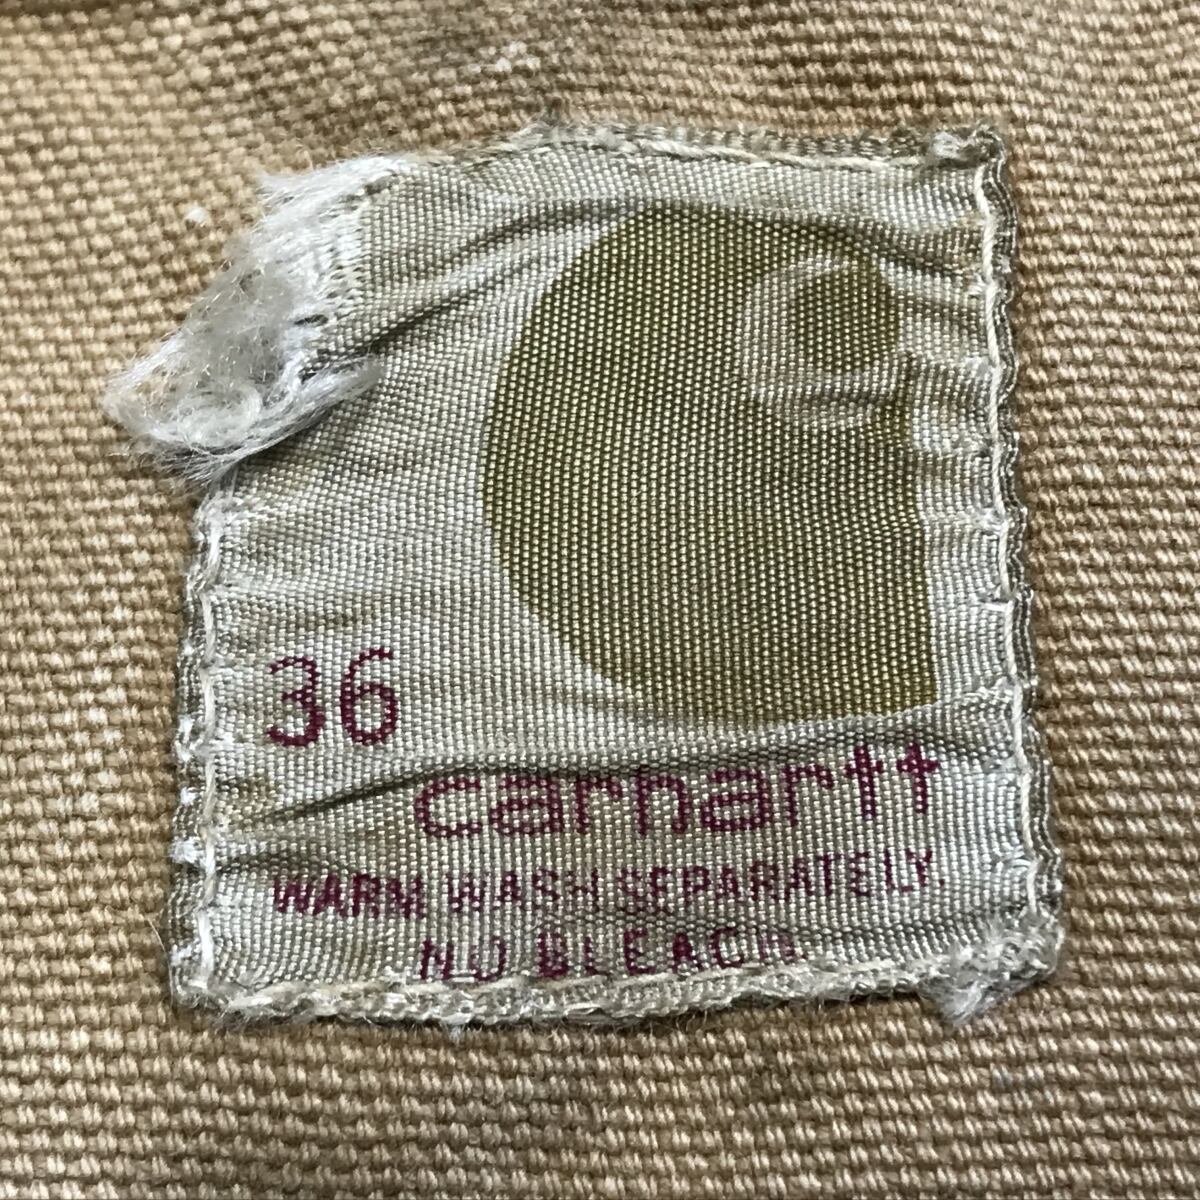 36
carhartt
WARM WASH SEPARATELY.
NO BLEACH.